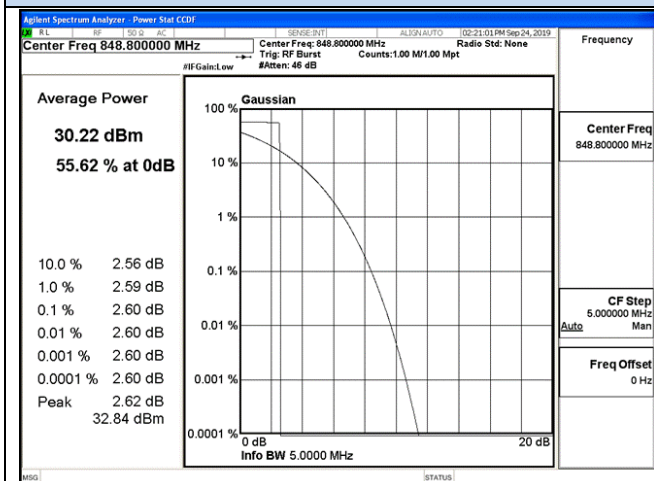 Agilent Spectrum Analyzer - Power Stat CCDF
RL RF 50 Ω AC SENSE:INT ALIGN AUTO 02:21:01 PM Sep 24, 2019
Center Freq 848.800000 MHz
Center Freq: 848.800000 MHz Radio Std: None
Trig: RF Burst Counts:1.00 M/1.00 Mpt
#IFGain:Low #Atten: 46 dB
Frequency
Average Power
30.22 dBm
55.62 % at 0dB
10.0 % 2.56 dB
1.0 % 2.59 dB
0.1 % 2.60 dB
0.01 % 2.60 dB
0.001 % 2.60 dB
0.0001 % 2.60 dB
Peak 2.62 dB
32.84 dBm
Gaussian
100 %
10 %
1 %
0.1 %
0.01 %
0.001 %
0.0001 %
0 dB 20 dB
Info BW 5.0000 MHz
Center Freq
848.800000 MHz
CF Step
5.000000 MHz
Auto Man
Freq Offset
0 Hz
MSG STATUS